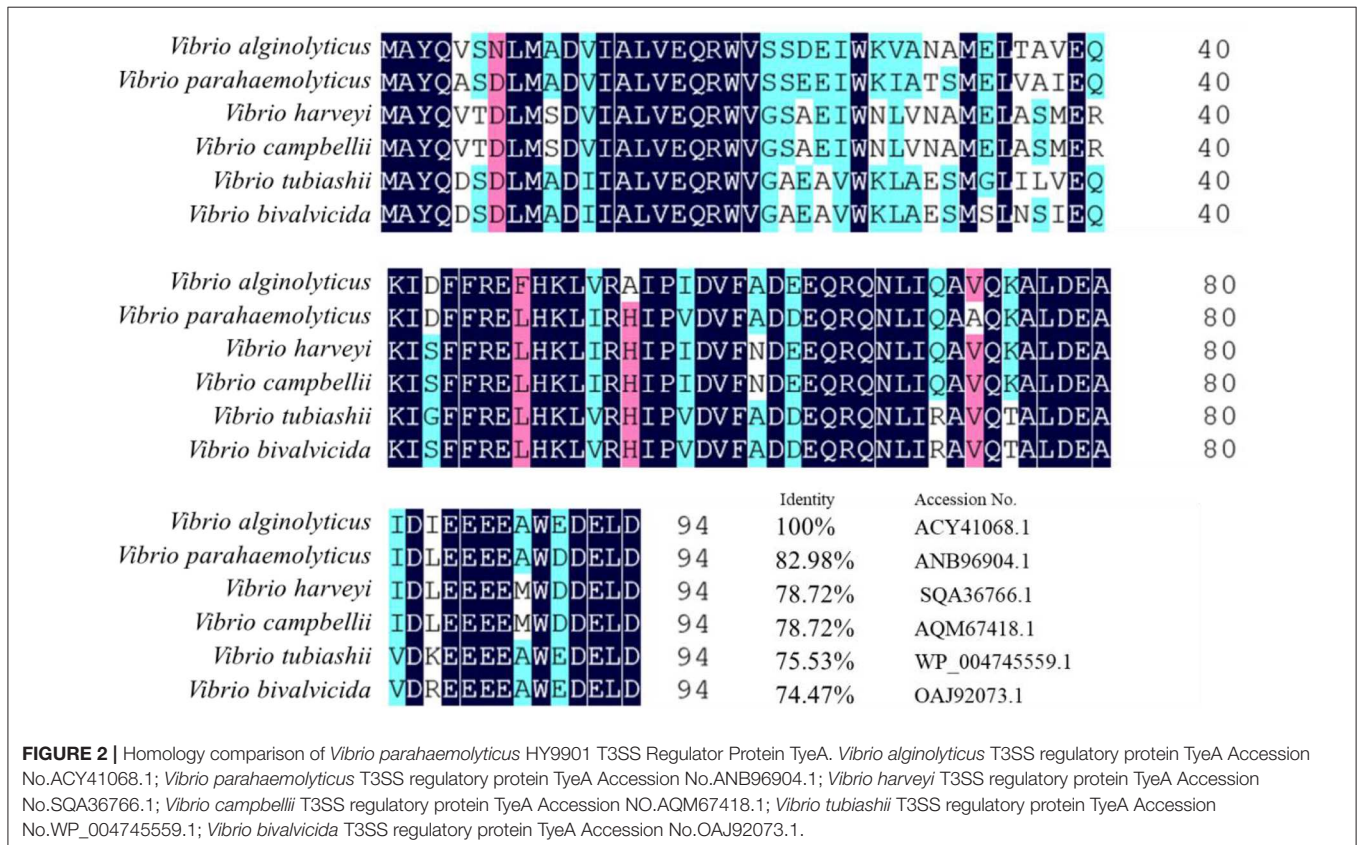 Vibrio alginolyticus MAYQVSNLMADVIALVEQRWVSSDEIWKVANAMELTAVEQ 40
Vibrio parahaemolyticus MAYQASDLMADVIALVEQRWVSSEEIWKIATSMELVAIEQ 40
Vibrio harveyi MAYQVTDLMSDVIALVEQRWVGSAEIWNLVNAMELASMER 40
Vibrio campbellii MAYQVTDLMSDVIALVEQRWVGSAEIWNLVNAMELASMER 40
Vibrio tubiashii MAYQDSDLMADIIALVEQRWVGAEAVWKLAESMGLILVEQ 40
Vibrio bivalvicida MAYQDSDLMADIIALVEQRWVGAEAVWKLAESMSLNSIEQ 40
Vibrio alginolyticus KIDFFREFHKLVRAIPIDVFADEEQRQNLIQAVQKALDEA 80
Vibrio parahaemolyticus KIDFFRELHKLIRHIPVDVFADDEQRQNLIQAAQKALDEA 80
Vibrio harveyi KISFFRELHKLIRHIPIDVFNDEEQRQNLIQAVQKALDEA 80
Vibrio campbellii KISFFRELHKLIRHIPIDVFNDEEQRQNLIQAVQKALDEA 80
Vibrio tubiashii KIGFFRELHKLVRHIPVDVFADDEQRQNLIRAVQTALDEA 80
Vibrio bivalvicida KISFFRELHKLVRHIPVDVFADDEQRQNLIRAVQTALDEA 80
Identity Accession No.
Vibrio alginolyticus IDIEEEEAWEDELD 94 100% ACY41068.1
Vibrio parahaemolyticus IDLEEEEAWDDELD 94 82.98% ANB96904.1
Vibrio harveyi IDLEEEEMWDDELD 94 78.72% SQA36766.1
Vibrio campbellii IDLEEEEMWDDELD 94 78.72% AQM67418.1
Vibrio tubiashii VDKEEEEAWEDELD 94 75.53% WP_004745559.1
Vibrio bivalvicida VDREEEEAWEDELD 94 74.47% OAJ92073.1
FIGURE 2 | Homology comparison of Vibrio parahaemolyticus HY9901 T3SS Regulator Protein TyeA. Vibrio alginolyticus T3SS regulatory protein TyeA Accession
No.ACY41068.1; Vibrio parahaemolyticus T3SS regulatory protein TyeA Accession No.ANB96904.1; Vibrio harveyi T3SS regulatory protein TyeA Accession
No.SQA36766.1; Vibrio campbellii T3SS regulatory protein TyeA Accession NO.AQM67418.1; Vibrio tubiashii T3SS regulatory protein TyeA Accession
No.WP_004745559.1; Vibrio bivalvicida T3SS regulatory protein TyeA Accession No.OAJ92073.1.